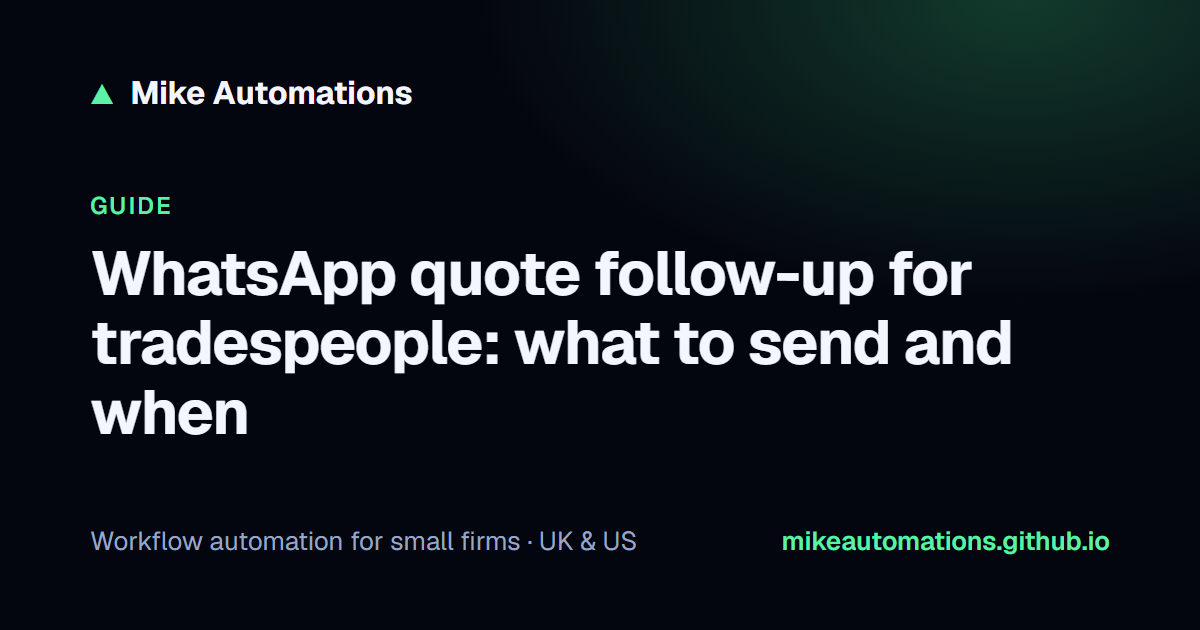 Mike Automations
GUIDE
WhatsApp quote follow-up for
tradespeople: what to send and
when
Workflow automation for small firms · UK & US
mikeautomations.github.io